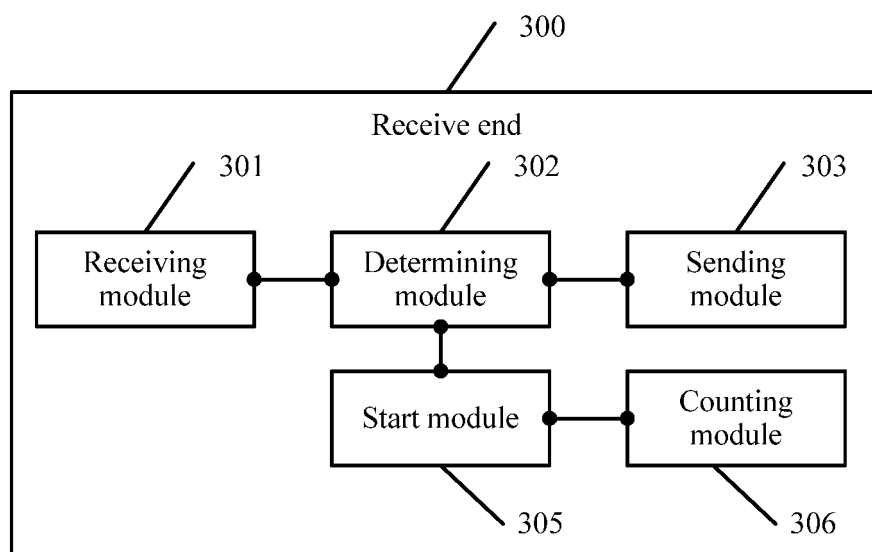 300
Receive end
301
302
303
Receiving
module
Determining
module
Sending
module
Start module
Counting
module
305
306